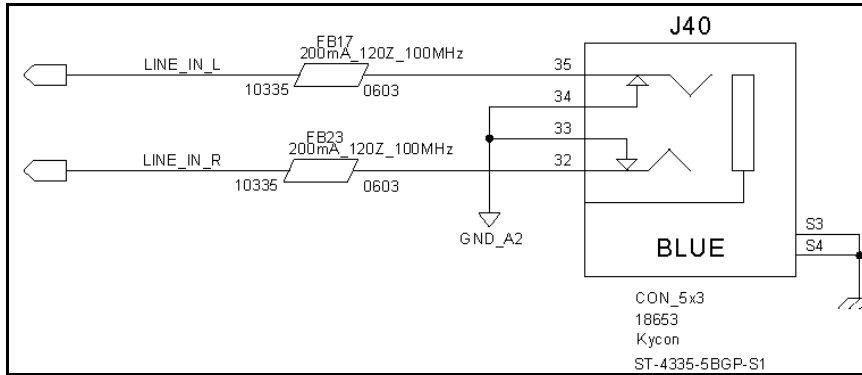 J40
FB17
200mA_120Z_100MHz
LINE_IN_L
10335
0603
35
34
33
FB23
200mA_120Z_100MHz
LINE_IN_R
10335
0603
32
GND_A2
BLUE
S3
S4
CON_5x3
18653
Kycon
ST-4335-5BGP-S1